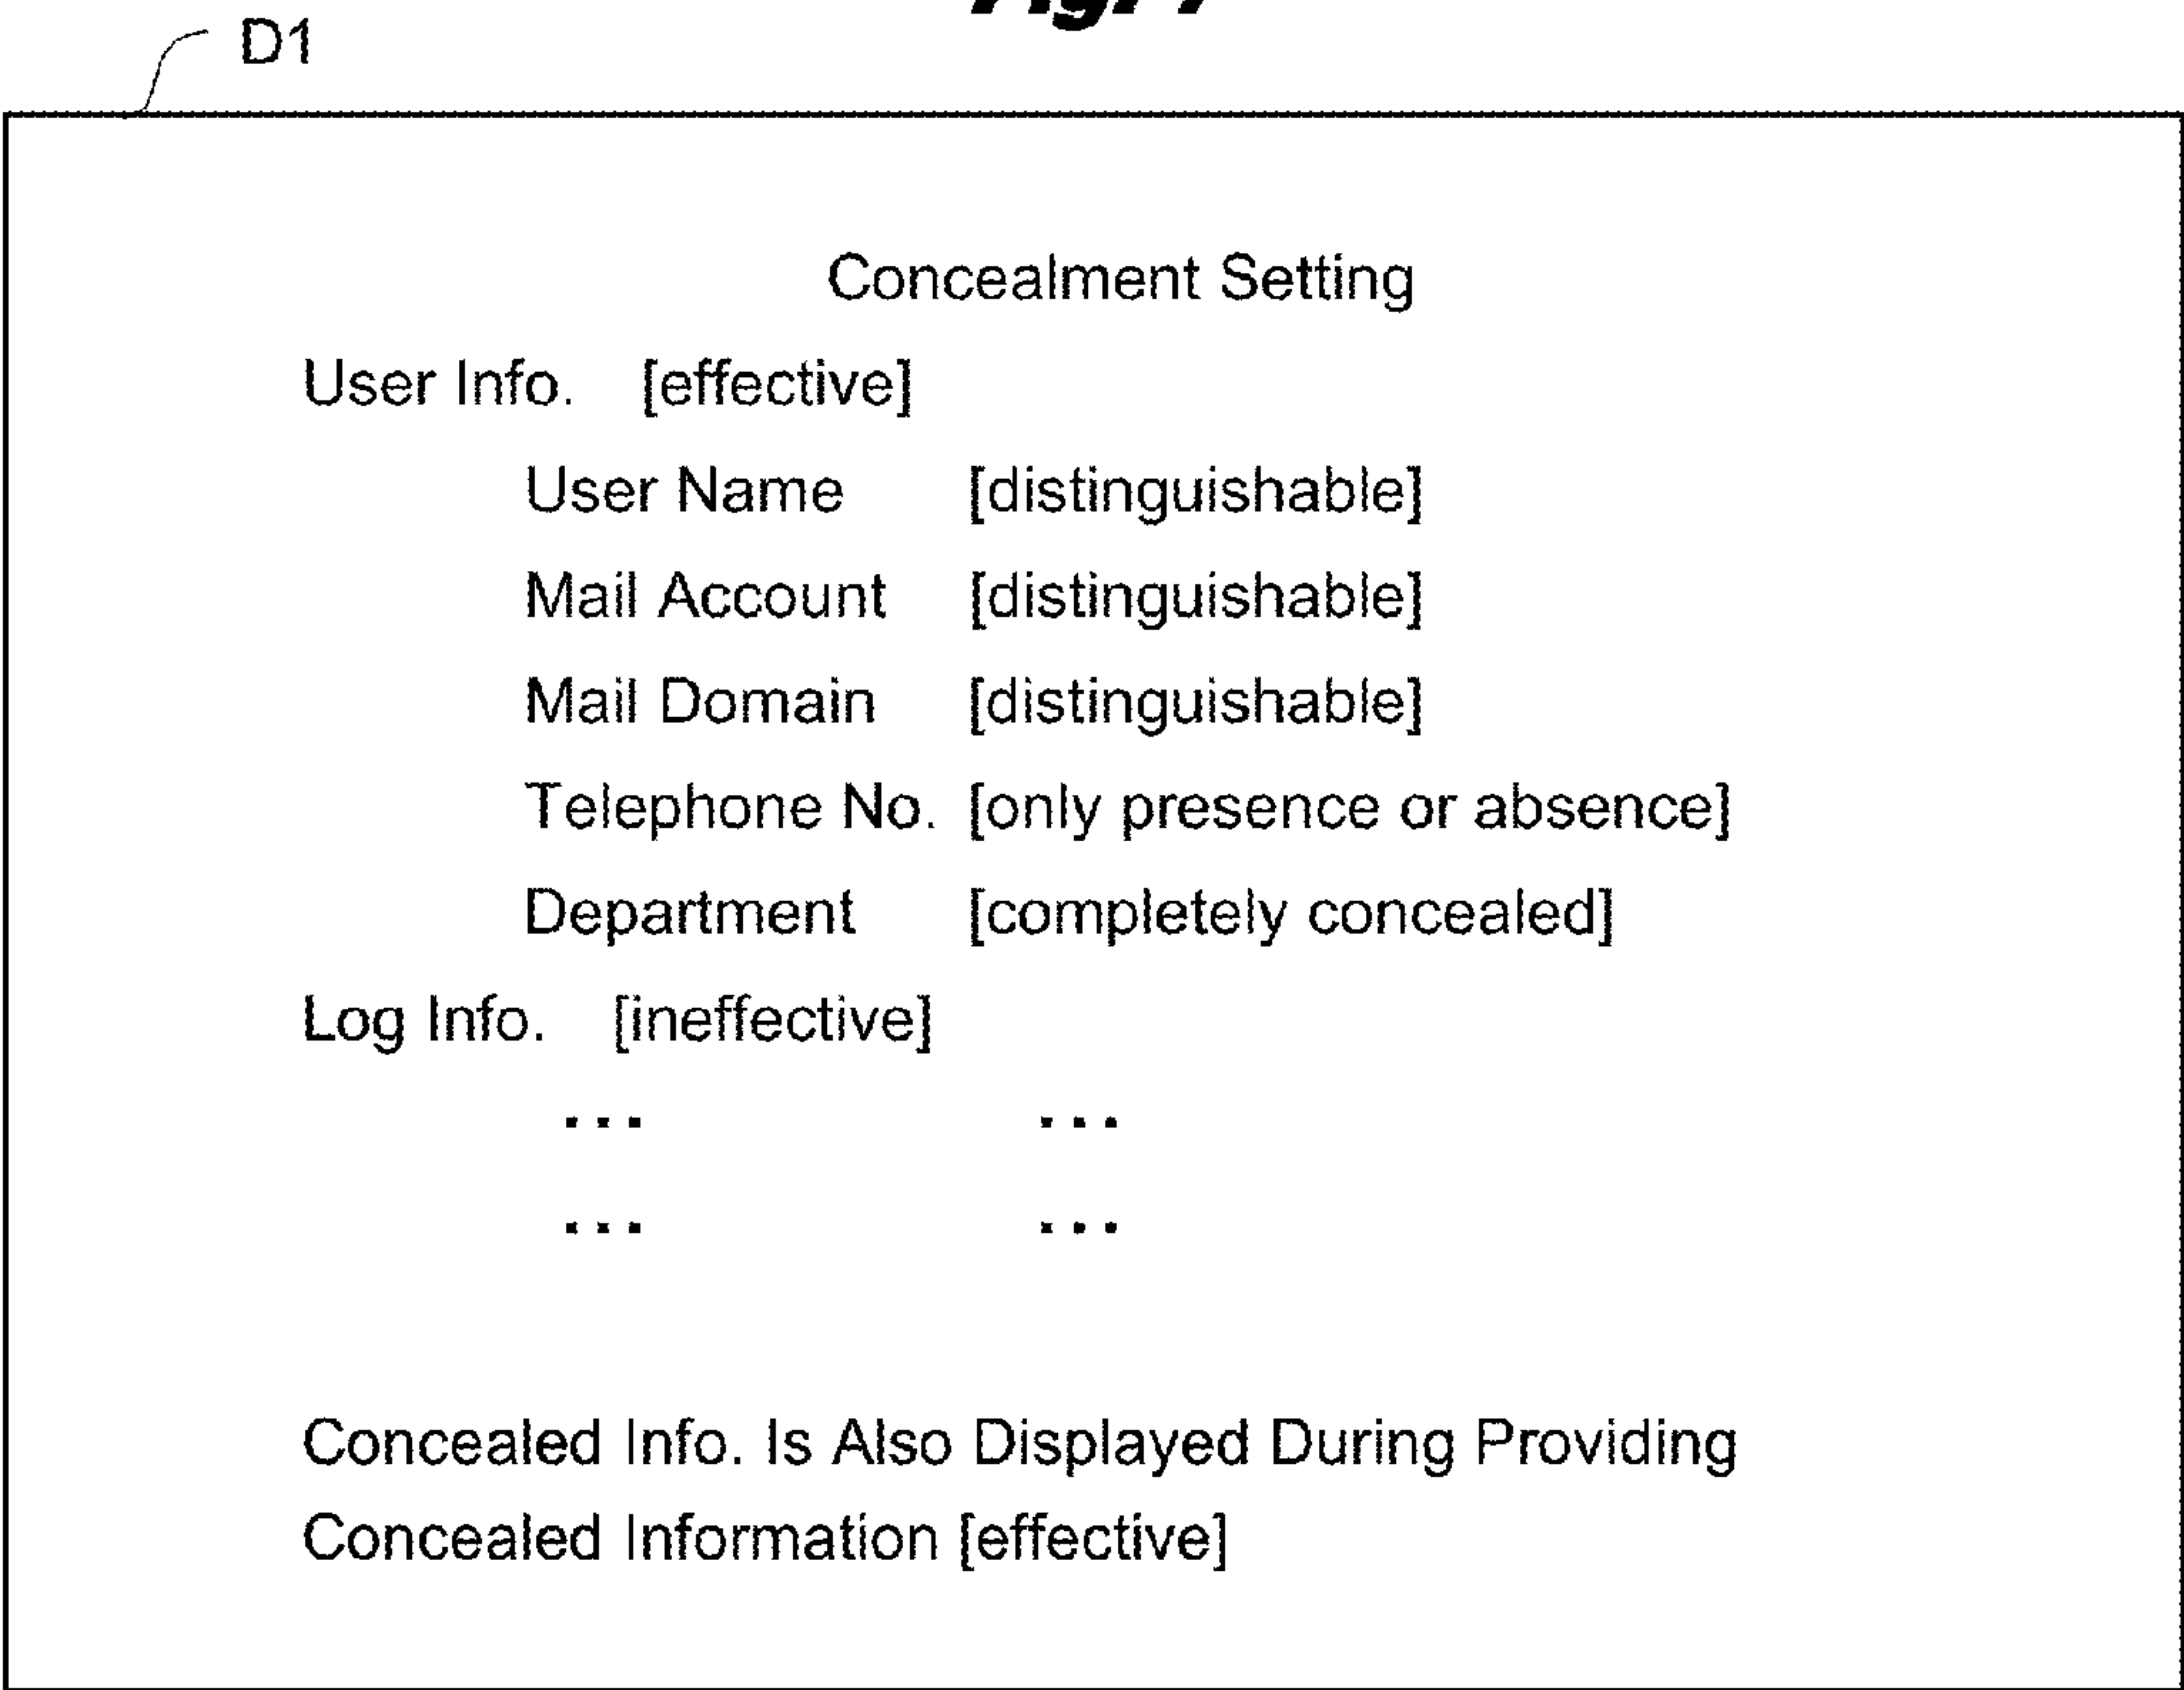 D1
Concealment Setting
User Info. [effective]
User Name [distinguishable]
Mail Account [distinguishable]
Mail Domain [distinguishable]
Telephone No. [only presence or absence]
Department [completely concealed]
Log Info. [ineffective]
... ...
... ...
Concealed Info. Is Also Displayed During Providing
Concealed Information [effective]